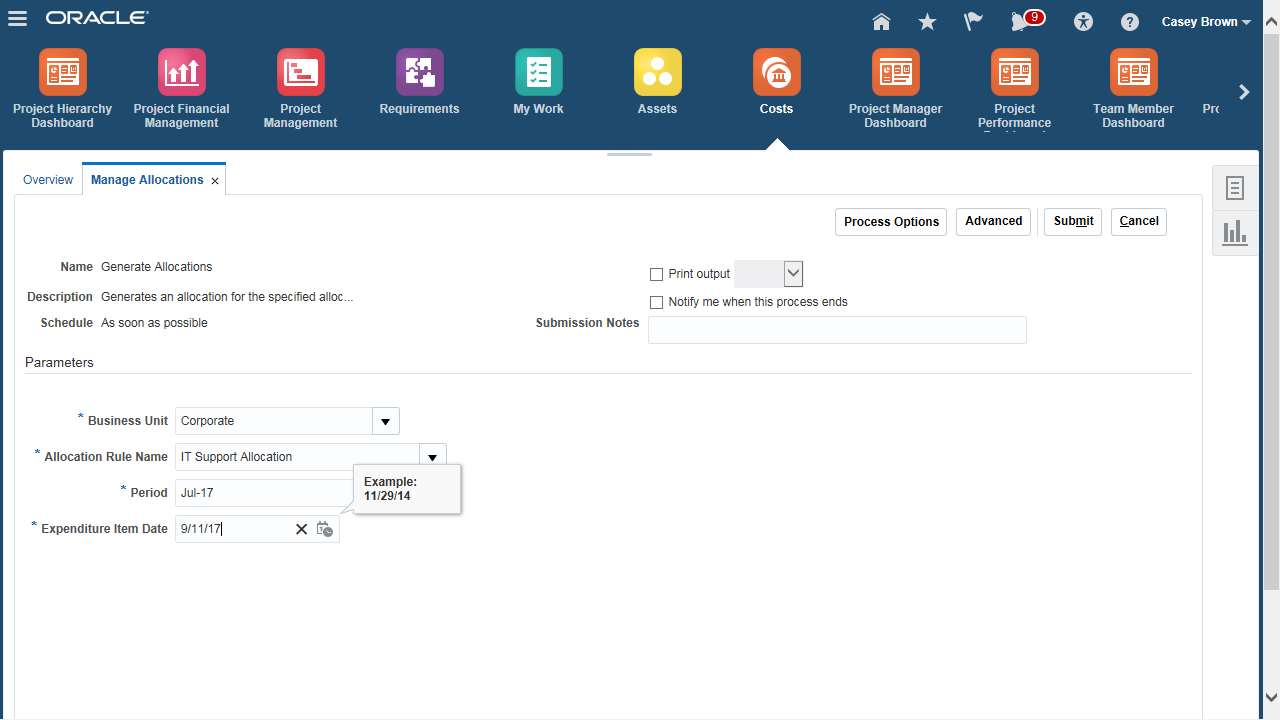 ORACLE
9
Casey Brown
Project Hierarchy
Dashboard
Project Financial
Management
Project
Management
Requirements
My Work
Assets
Costs
Project Manager
Dashboard
Project
Performance
Team Member
Dashboard
Overview
Manage Allocations
Process Options
Advanced
Submit
Cancel
Name Generate Allocations
Print output
Description Generates an allocation for the specified alloc...
Notify me when this process ends
Schedule As soon as possible
Submission Notes
Parameters
* Business Unit Corporate
* Allocation Rule Name IT Support Allocation
* Period Jul-17
Example:
11/29/14
* Expenditure Item Date 9/11/17